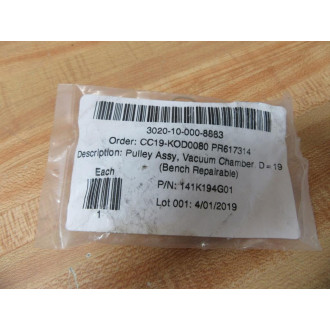 3020-10-000-8883
Order: CC19-KOD0080 PR617314
Description: Pulley Assy, Vacuum Chamber, D - 19
(Bench Repairable)
Each
P/N: 141K194G01
1
Lot 001: 4/01/2019